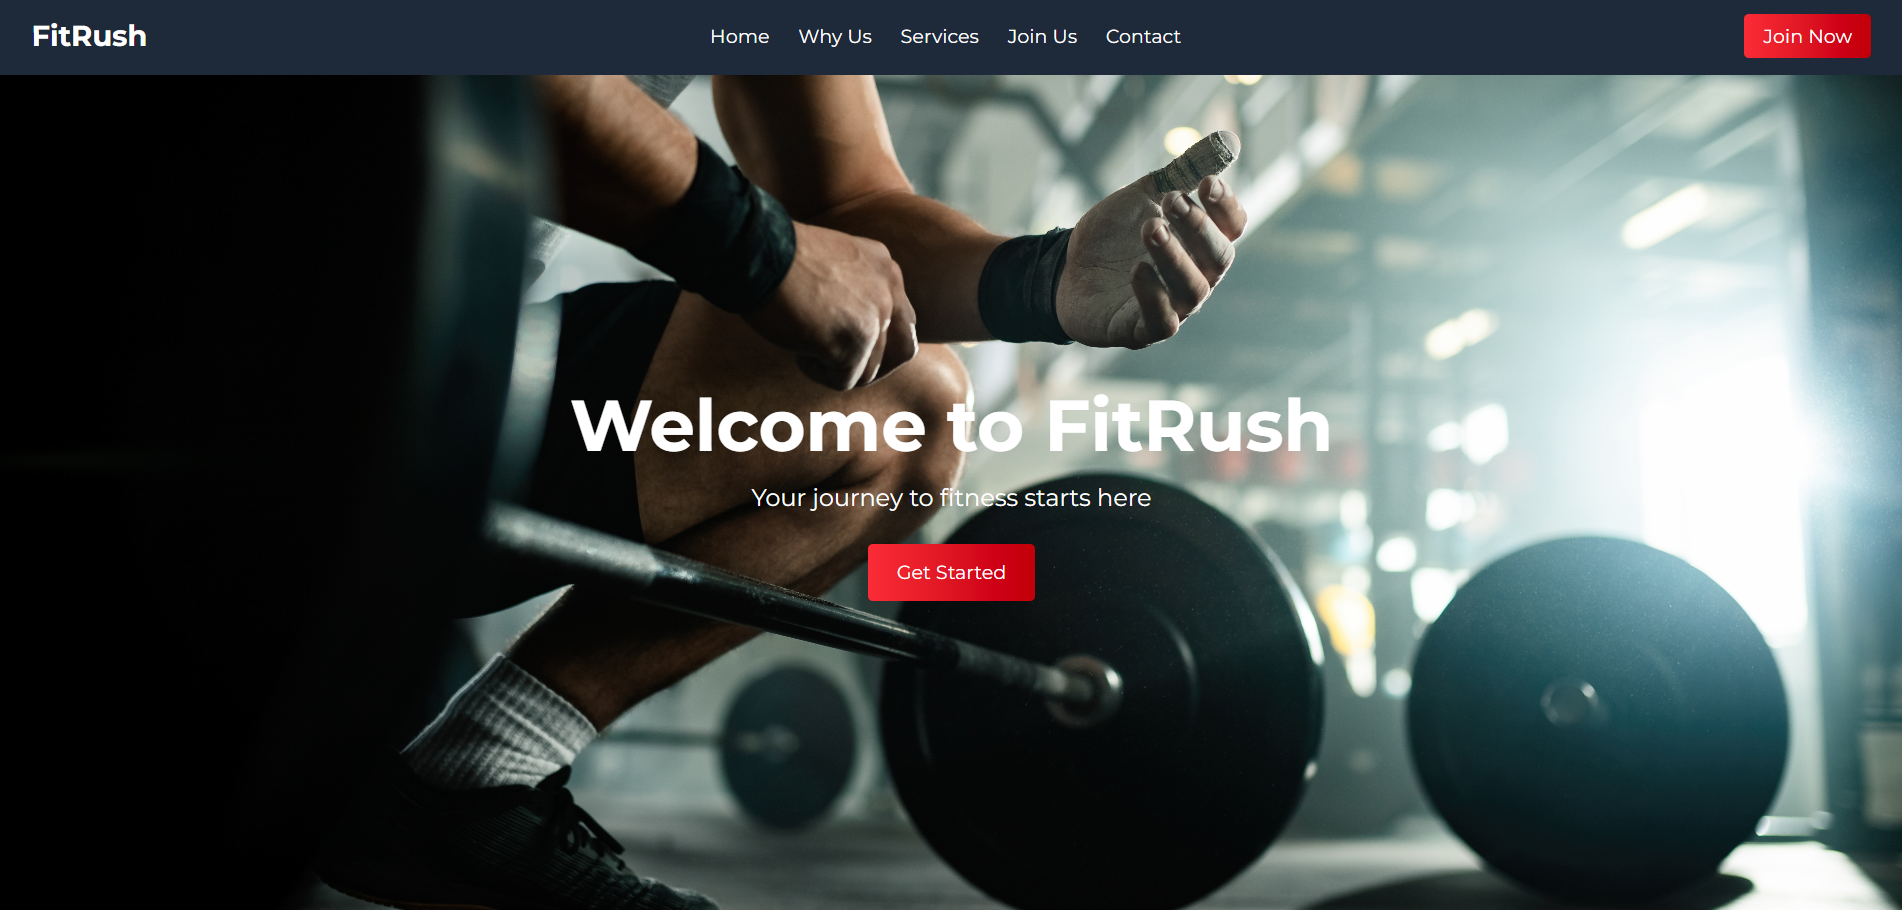 FitRush
Home Why Us Services Join Us Contact
Join Now
Welcome to FitRush
Your journey to fitness starts here
Get Started